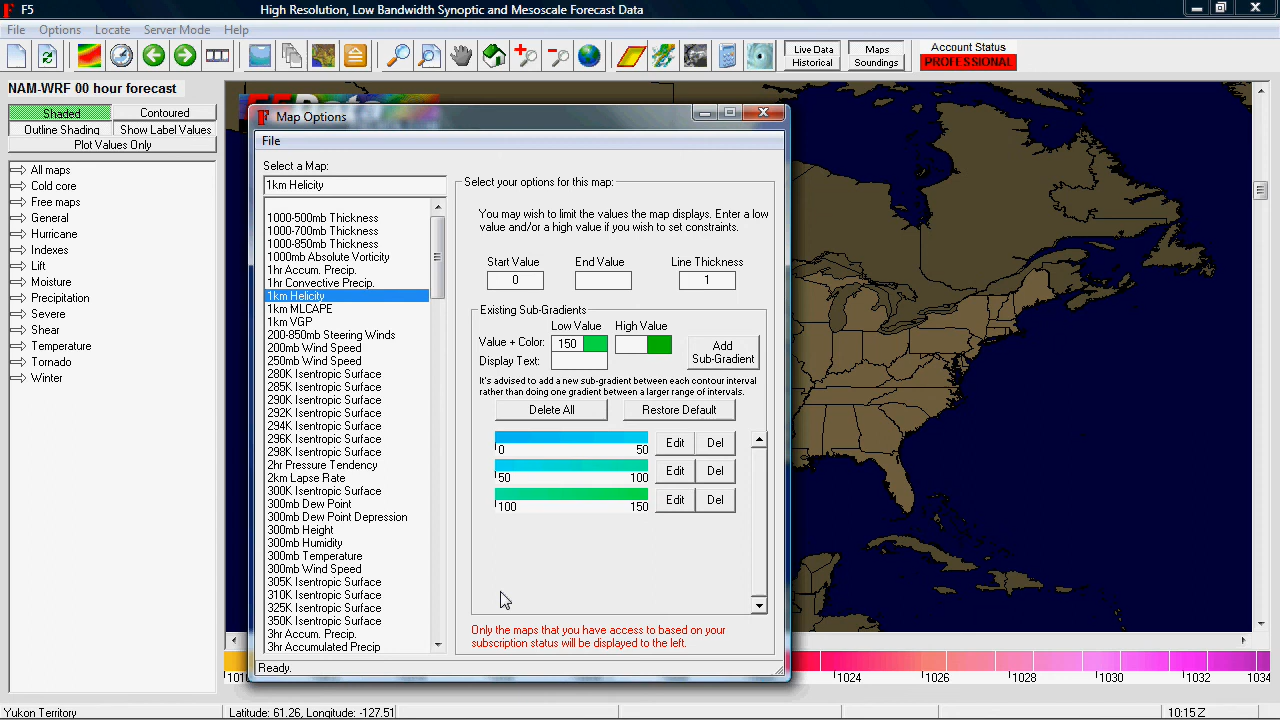 F5
High Resolution, Low Bandwidth Synoptic and Mesoscale Forecast Data
File Options Locate Server Mode Help
Live Data
Historical
Maps
Soundings
Account Status
PROFESSIONAL
NAM-WRF 00 hour forecast
Shaded Contoured
Outline Shap Show Label Values
Plot Values Only
All maps
Cold core
Free maps
General
Hurricane
Indexes
Lift
Moisture
Precipitation
Severe
Shear
Temperature
Tornado
Winter
Map Options
File
Select a Map:
1km Helicity
1000-500mb Thickness
1000-700mb Thickness
1000-850mb Thickness
1000mb Absolute Vorticity
1hr Accum. Precip.
1hr Convective Precip.
1km Helicity
1km MLCAPE
1km VGP
200-850mb Steering Winds
200mb Wind Speed
250mb Wind Speed
280K Isentropic Surface
285K Isentropic Surface
290K Isentropic Surface
292K Isentropic Surface
294K Isentropic Surface
296K Isentropic Surface
298K Isentropic Surface
2hr Pressure Tendency
2km Lapse Rate
300K Isentropic Surface
300mb Dew Point
300mb Dew Point Depression
300mb Height
300mb Humidity
300mb Temperature
300mb Wind Speed
305K Isentropic Surface
311K Isentropic Surface
325K Isentropic Surface
350K Isentropic Surface
3hr Accum. Precip.
3hr Accumulated Precip
Select your options for this map:
You may wish to limit the values the map displays. Enter a low
value and/or a high value if you wish to set constraints.
Start Value End Value Line Thickness
0 1
Existing Sub-Gradients
Low Value High Value
Value + Color: 150
Display Text:
Add
Sub-Gradient
It's advised to add a new sub-gradient between each contour interval
rather than doing one gradient between a larger range of intervals.
Delete All Restore Default
0 50 Edit Del
50 100 Edit Del
100 150 Edit Del
Only the maps that you have access to based on your
subscription status will be displayed to the left.
Ready.
1024 1026 1028 1030 1032 1034
Yukon Territory Latitude: 61.26, Longitude: -127.51 10:15 Z